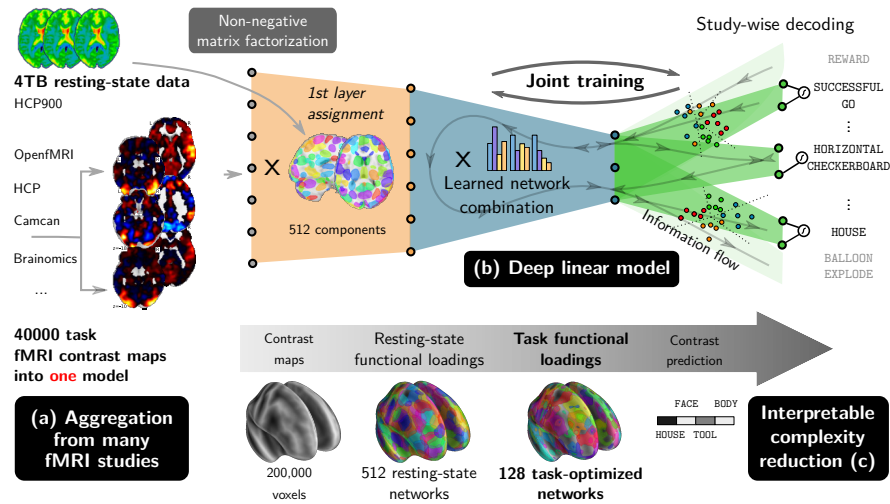 Non-negative
matrix factorization
Study-wise decoding
4TB resting-state data
HCP900
1st layer
assignment
Joint training
REWARD
SUCCESSFUL
GO
⋮
OpenfMRI
HCP
Camcan
Brainomics
...
X
512 components
X
Learned network
combination
HORIZONTAL
CHECKERBOARD
⋮
HOUSE
BALLOON
EXPLODE
Information flow
(b) Deep linear model
40000 task
fMRI contrast maps
into one model
(a) Aggregation
from many
fMRI studies
Contrast
maps
Resting-state
functional loadings
Task functional
loadings
Contrast
prediction
200,000
voxels
512 resting-state
networks
128 task-optimized
networks
FACE BODY
HOUSE TOOL
Interpretable
complexity
reduction (c)